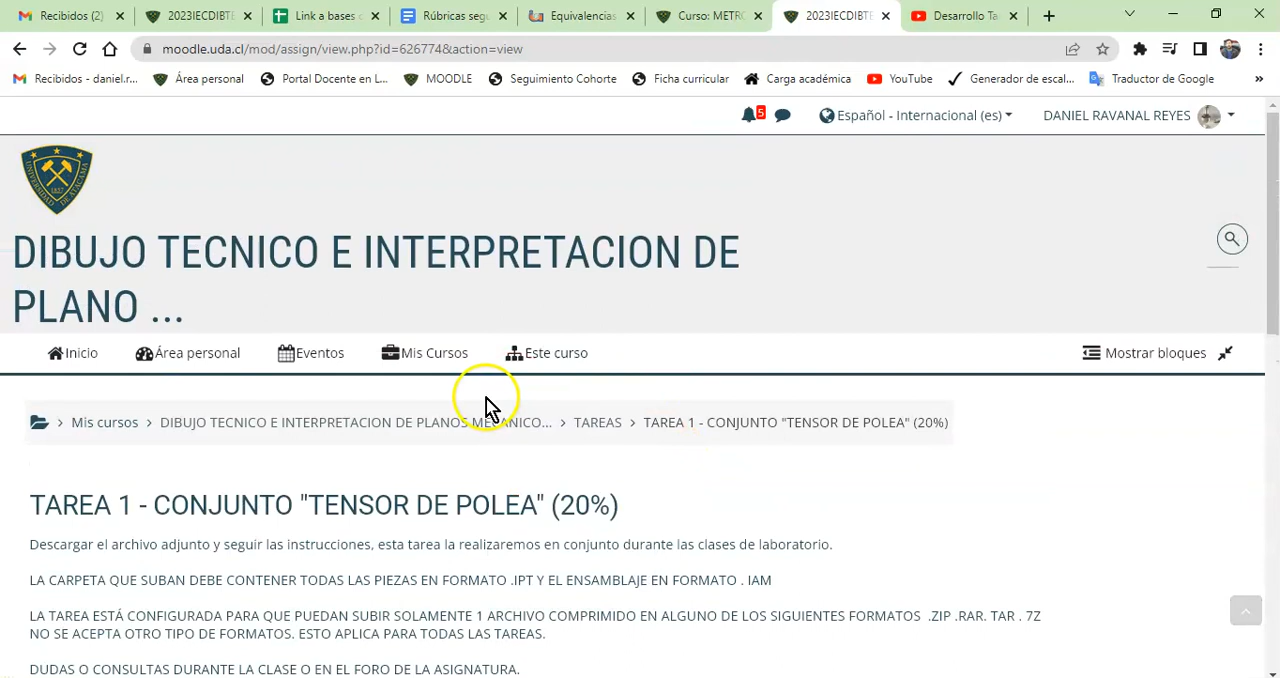 Recibidos (20)
2023IECDIBTE
Link a bases c
Rúbricas segu
Equivalencias
Curso: METRO
2023IECDIBTE
Desarrollo Ta
moodle.uda.cl/mod/assign/view.php?id=626774&action=view
Recibidos - daniel.r...
Área personal
Portal Docente en L...
MOODLE
Seguimiento Cohorte
Ficha curricular
Carga académica
YouTube
Generador de escal...
Traductor de Google
»
5
Español - Internacional (es)
DANIEL RAVANAL REYES
DIBUJO TECNICO E INTERPRETACION DE
PLANO ...
Inicio
Área personal
Eventos
Mis Cursos
Este curso
Mostrar bloques
Mis cursos > DIBUJO TECNICO E INTERPRETACION DE PLANOS MECANICO... > TAREAS > TAREA 1 - CONJUNTO "TENSOR DE POLEA" (20%)
TAREA 1 - CONJUNTO "TENSOR DE POLEA" (20%)
Descargar el archivo adjunto y seguir las instrucciones, esta tarea la realizaremos en conjunto durante las clases de laboratorio.
LA CARPETA QUE SUBAN DEBE CONTENER TODAS LAS PIEZAS EN FORMATO .IPT Y EL ENSAMBLAJE EN FORMATO . IAM
LA TAREA ESTÁ CONFIGURADA PARA QUE PUEDAN SUBIR SOLAMENTE 1 ARCHIVO COMPRIMIDO EN ALGUNO DE LOS SIGUIENTES FORMATOS .ZIP .RAR. TAR . 7Z
NO SE ACEPTA OTRO TIPO DE FORMATOS. ESTO APLICA PARA TODAS LAS TAREAS.
DUDAS O CONSULTAS DURANTE LA CLASE O EN EL FORO DE LA ASIGNATURA.